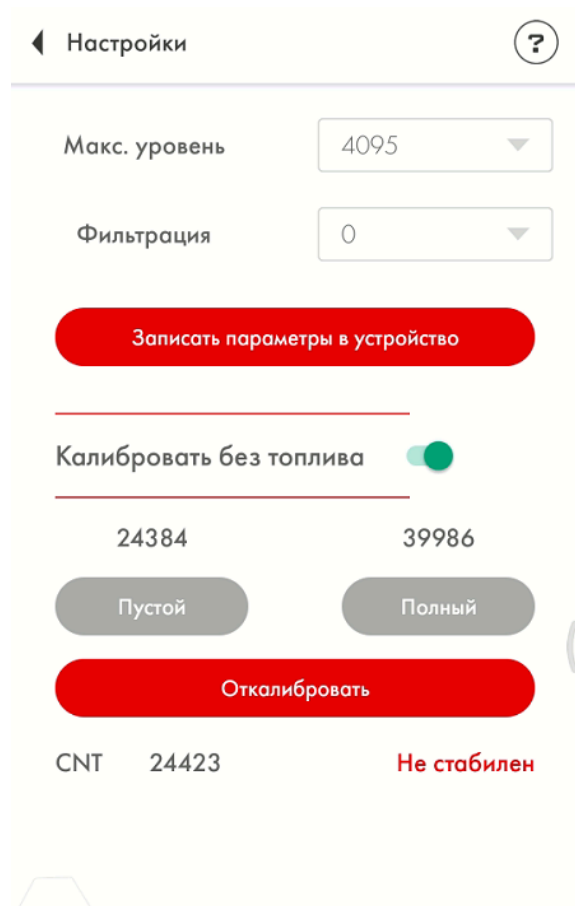 Настройки
?
Макс. уровень 4095
Фильтрация 0
Записать параметры в устройство
Калибровать без топлива
24384 39986
Пустой Полный
Откалибровать
CNT 24423 Не стабилен